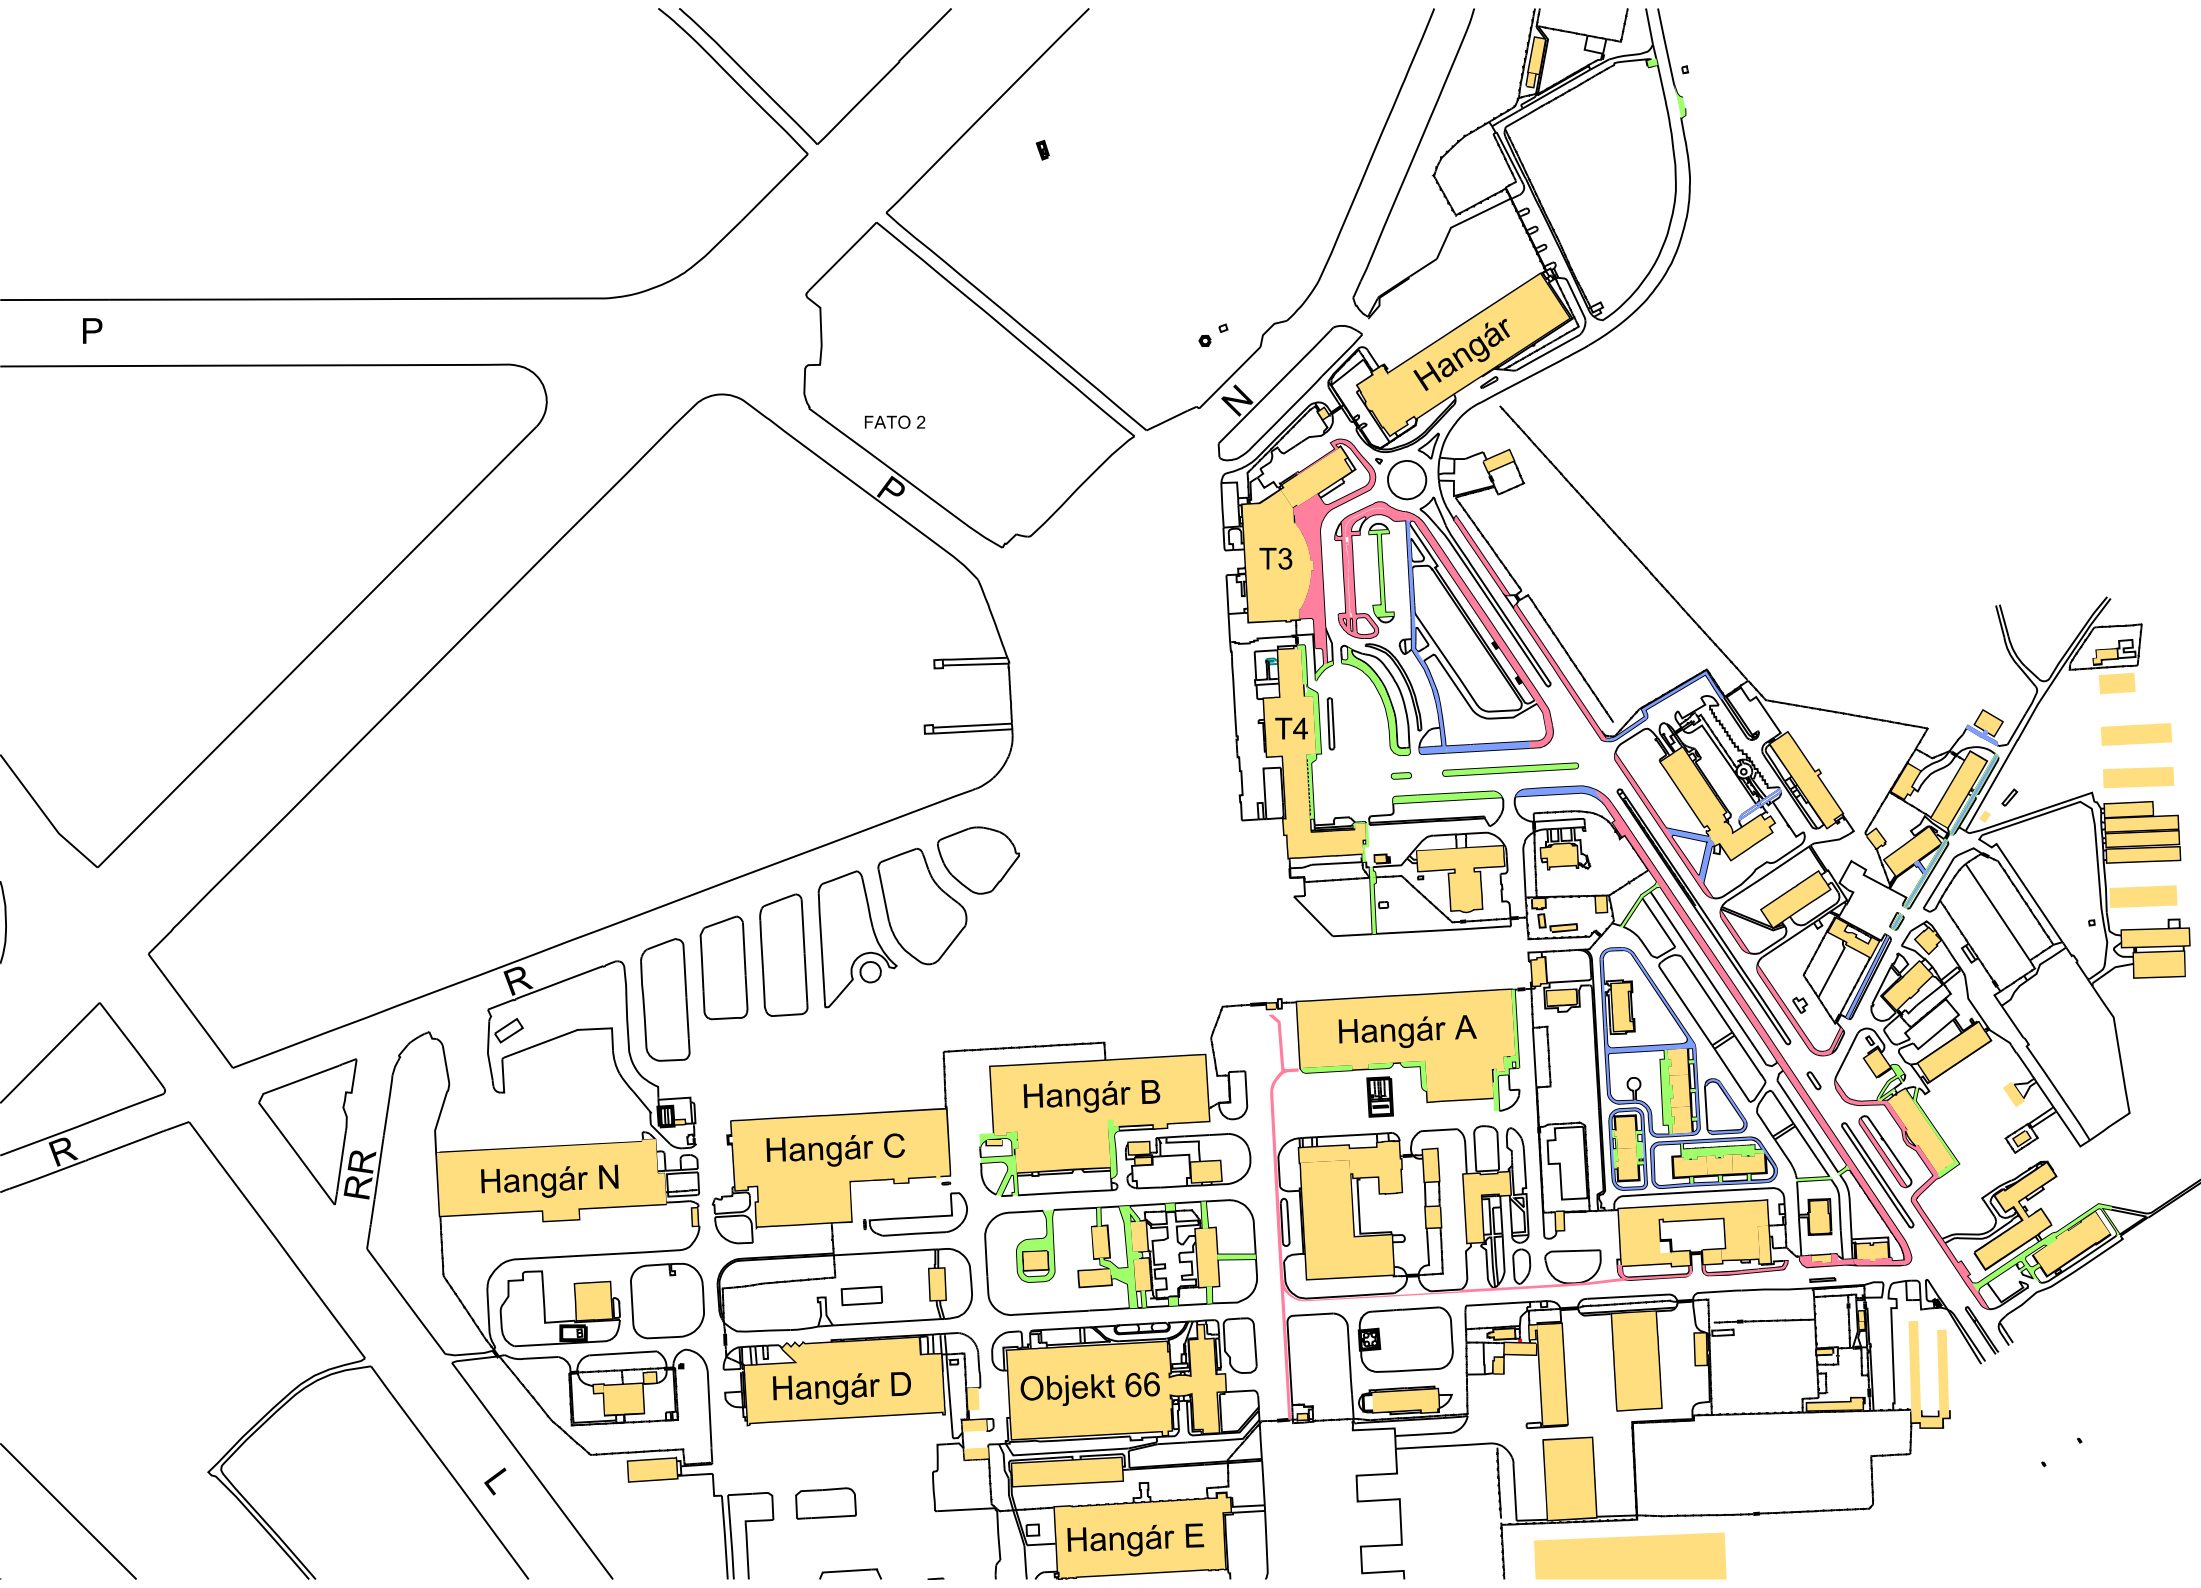 P
Hangár
N
FATO 2
P
T3
T4
R
Hangár A
Hangár B
Hangár C
R
RR
Hangár N
Hangár D
Objekt 66
L
Hangár E